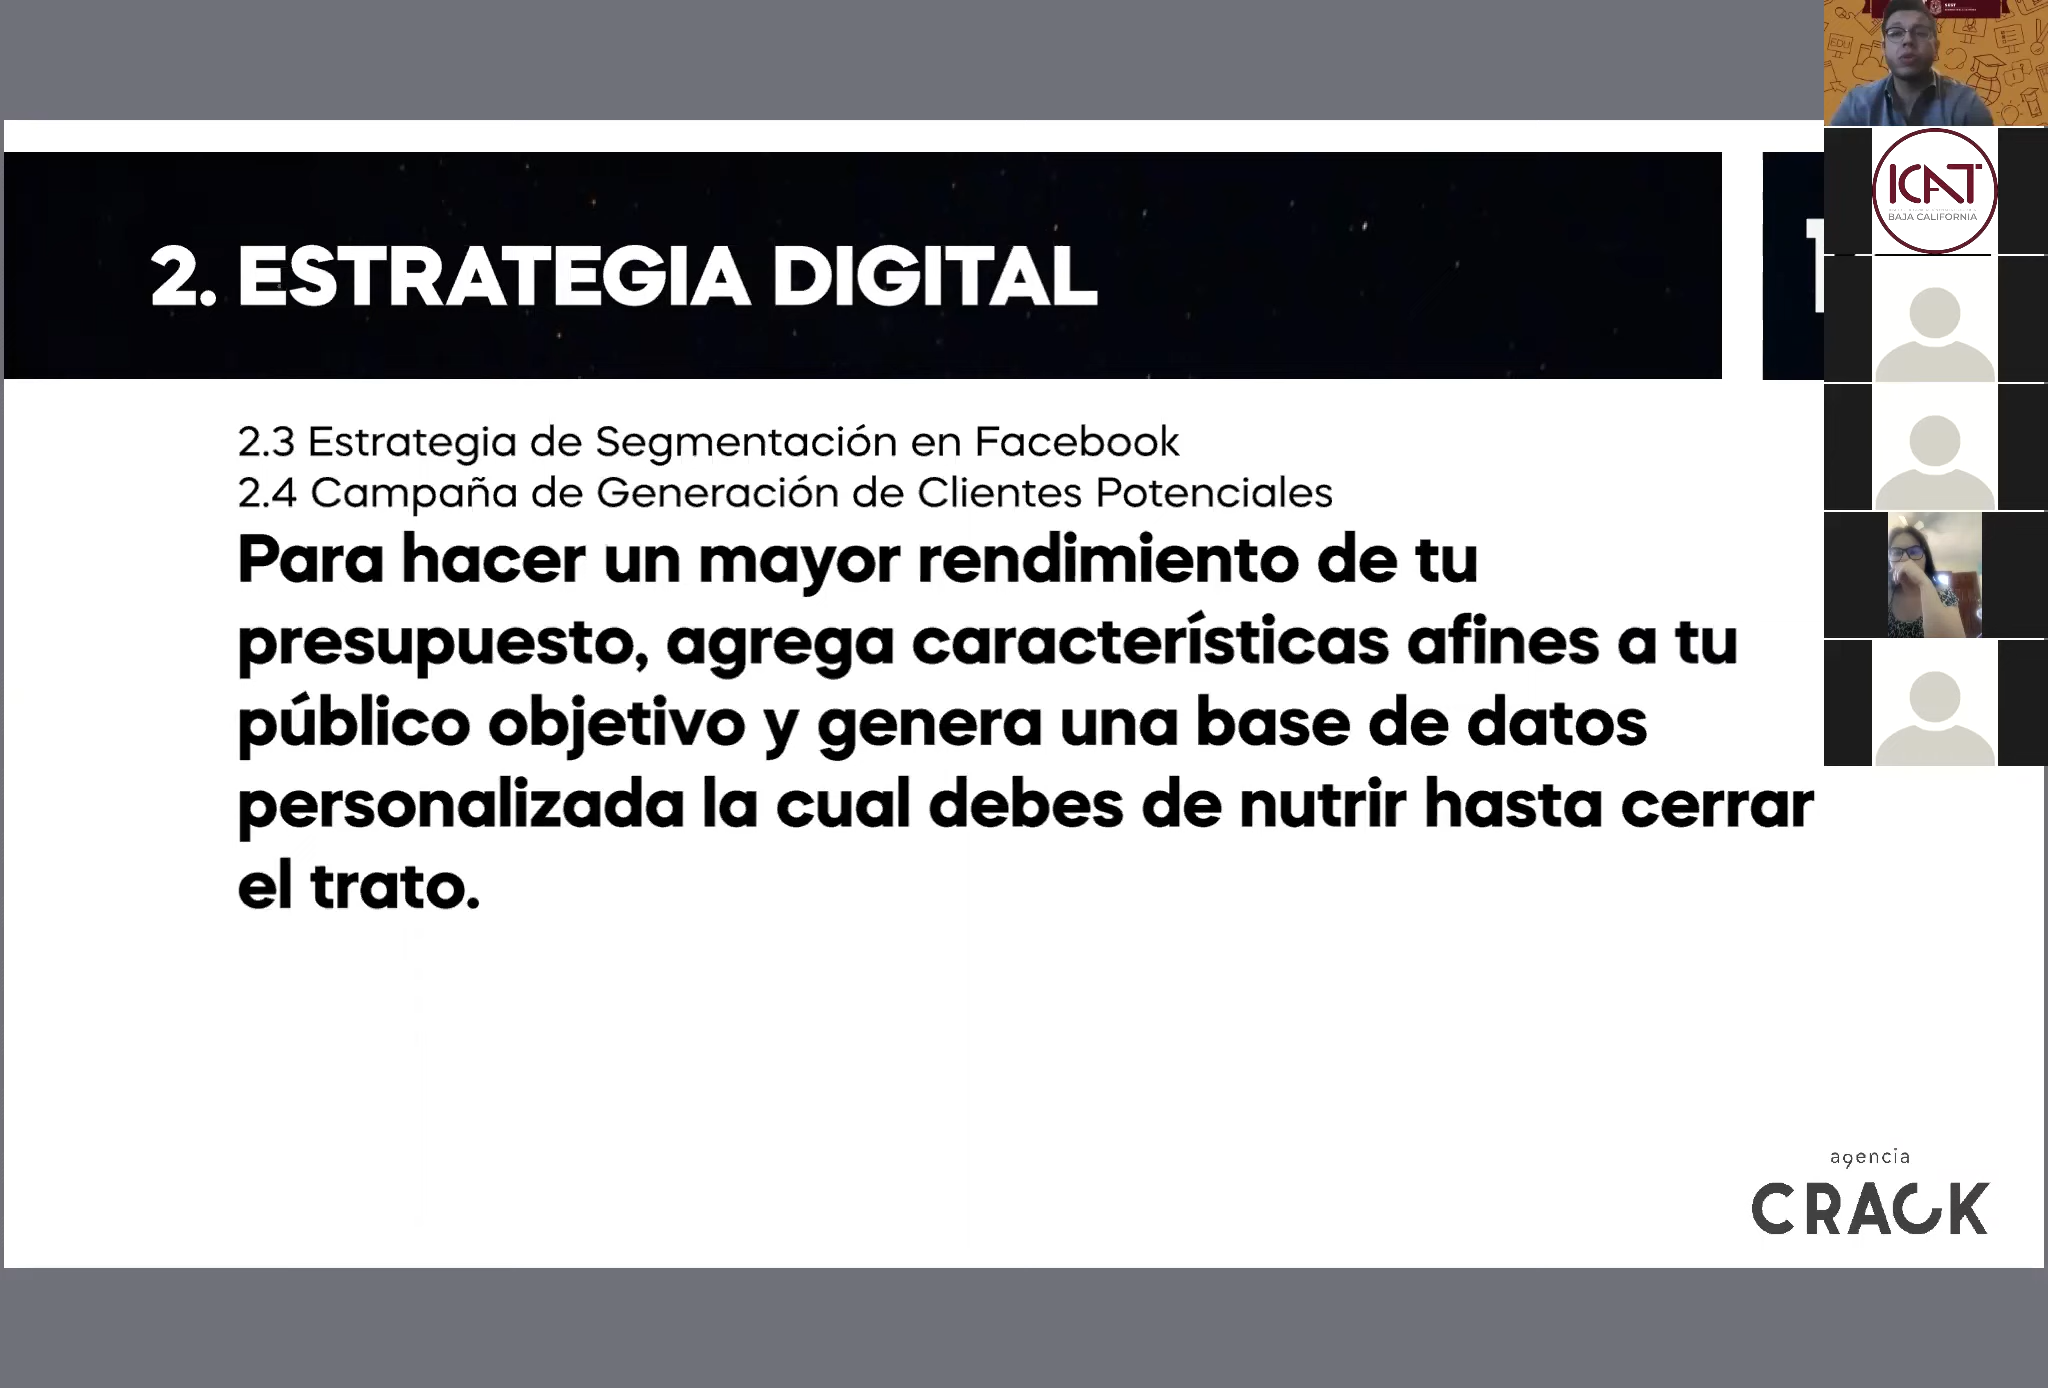 2. ESTRATEGIA DIGITAL
2.3 Estrategia de Segmentación en Facebook
2.4 Campaña de Generación de Clientes Potenciales
Para hacer un mayor rendimiento de tu
presupuesto, agrega características afines a tu
público objetivo y genera una base de datos
personalizada la cual debes de nutrir hasta cerrar
el trato.
agencia
CRACK
EDU
ICAT
BAJA CALIFORNIA